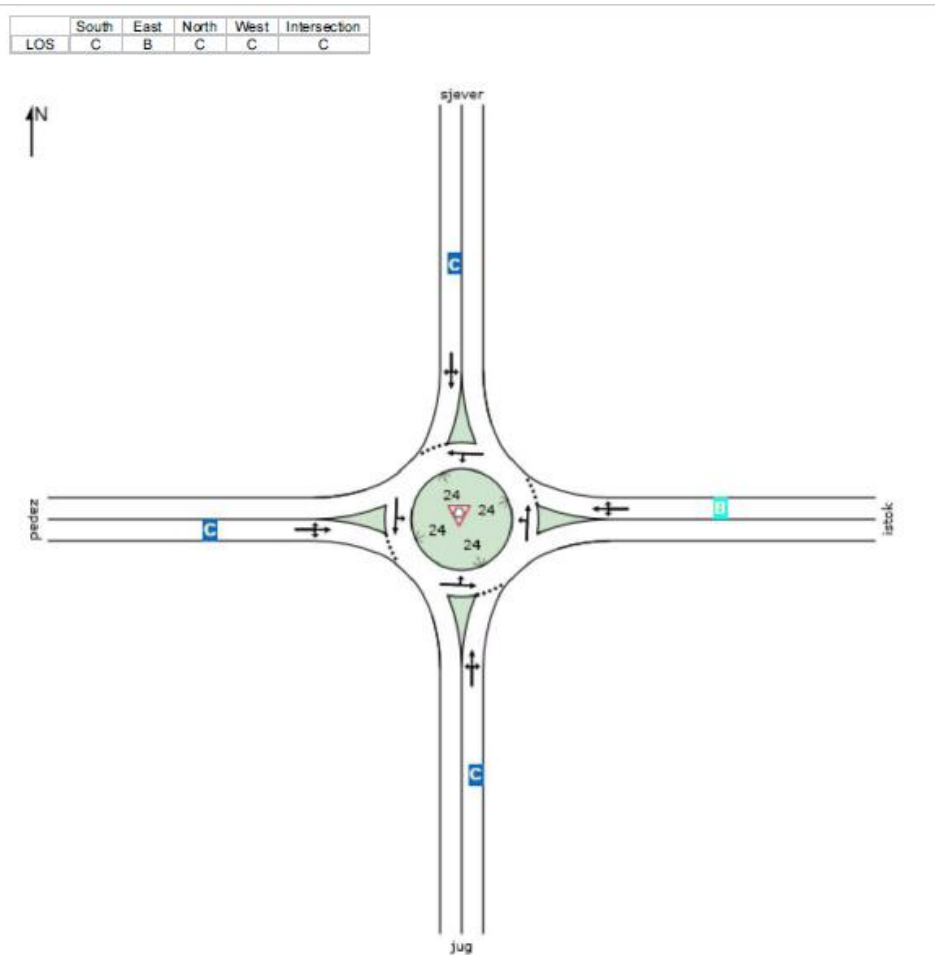 South East North West Intersection
LOS C B C C C
sjever
N
C
24
24
24
24
zapad
C
B
istok
C
jug